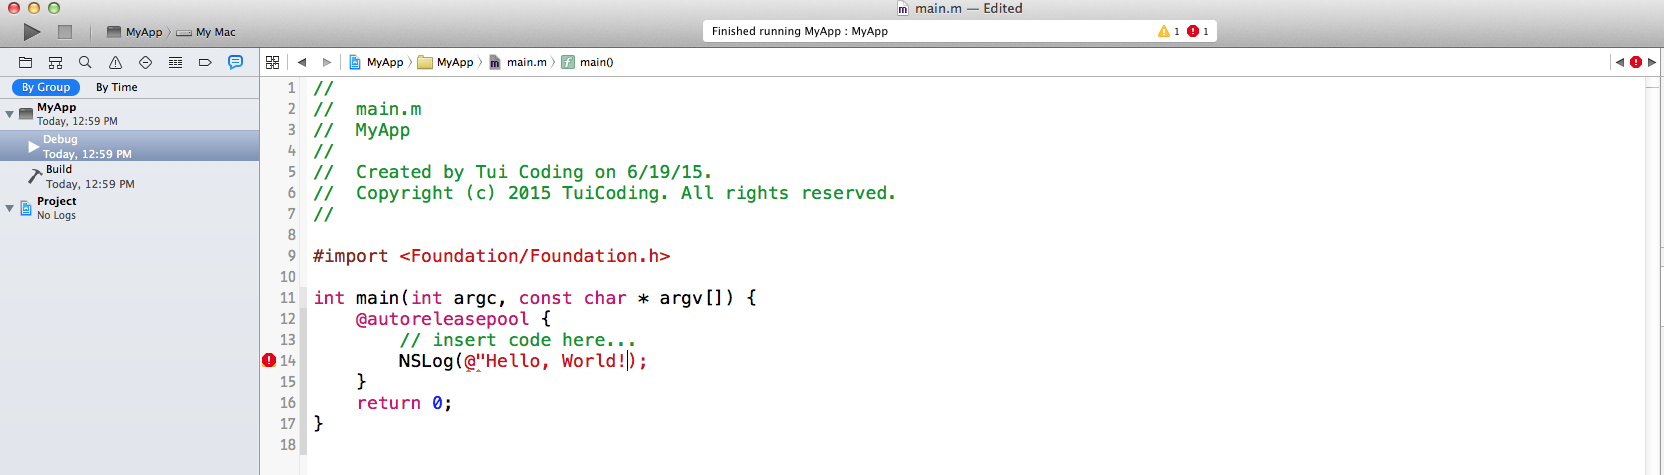 main.m — Edited
MyApp
My Mac
Finished running MyApp : MyApp
1
1
By Group
By Time
MyApp
Today, 12:59 PM
Debug
Today, 12:59 PM
Build
Today, 12:59 PM
Project
No Logs
MyApp
MyApp
main.m
main()
1 //
2 //  main.m
3 //  MyApp
4 //
5 //  Created by Tui Coding on 6/19/15.
6 //  Copyright (c) 2015 TuiCoding. All rights reserved.
7 //
8
9 #import <Foundation/Foundation.h>
10
11 int main(int argc, const char * argv[]) {
12     @autoreleasepool {
13         // insert code here...
14         NSLog(@"Hello, World!);
15     }
16     return 0;
17 }
18